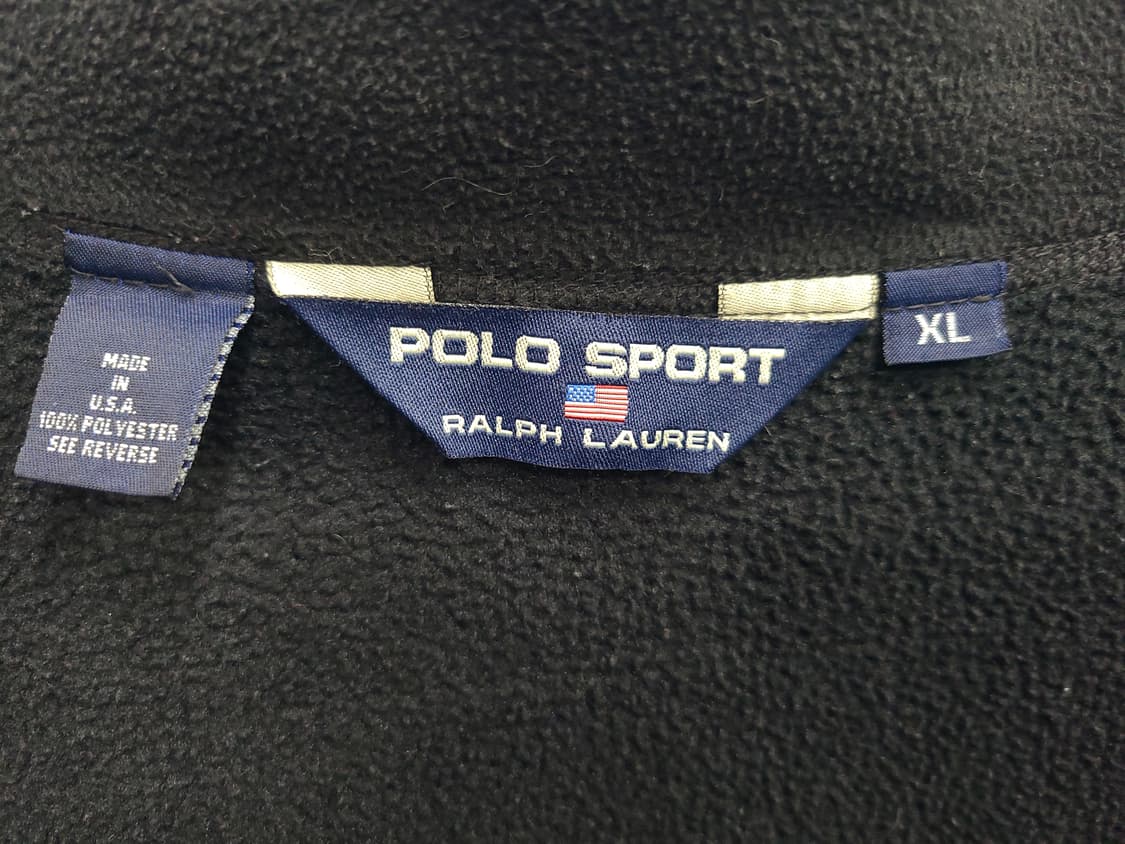 MADE
IN
U.S.A.
100% POLYESTER
SEE REVERSE
POLO SPORT
RALPH LAUREN
XL